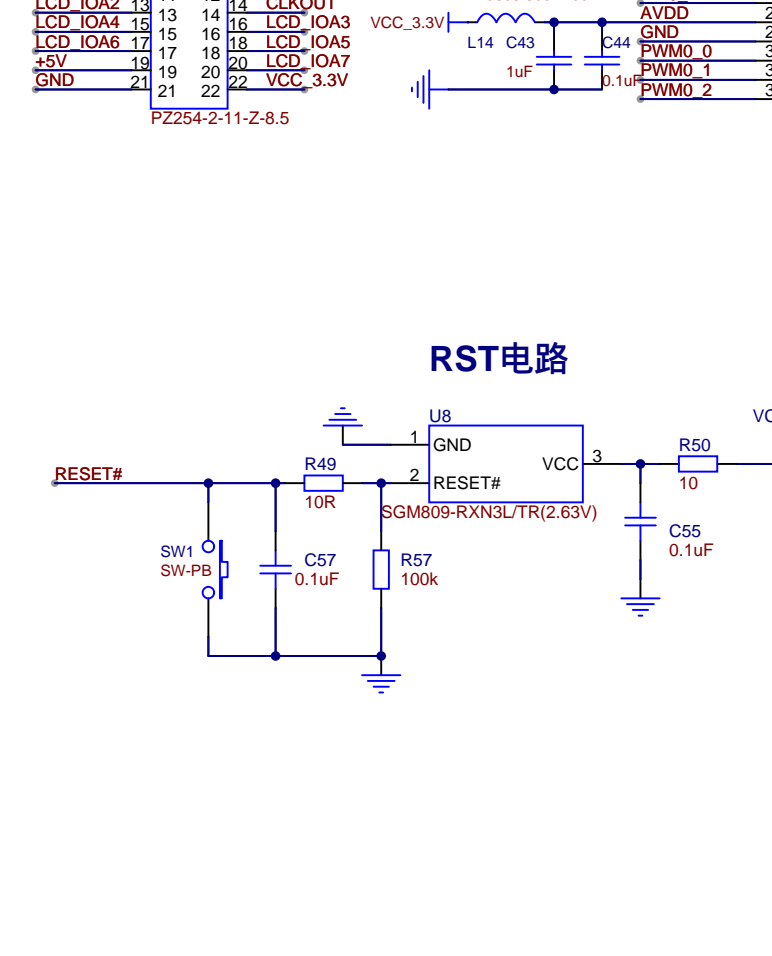 LCD_IOA2 13 13 14 14 CLKOUT
LCD_IOA4 15 15 16 16 LCD_IOA3
LCD_IOA6 17 17 18 18 LCD_IOA5
+5V 19 19 20 20 LCD_IOA7
GND 21 21 22 22 VCC_3.3V
PZ254-2-11-Z-8.5
VCC_3.3V
L14 C43 C44
1uF 0.1uF
AVDD
GND
PWM0_0
PWM0_1
PWM0_2
RST电路
U8
1 GND
VCC 3
2 RESET#
SGM809-RXN3L/TR(2.63V)
RESET#
R49
10R
R50
10
SW1
SW-PB
C57
0.1uF
R57
100k
C55
0.1uF